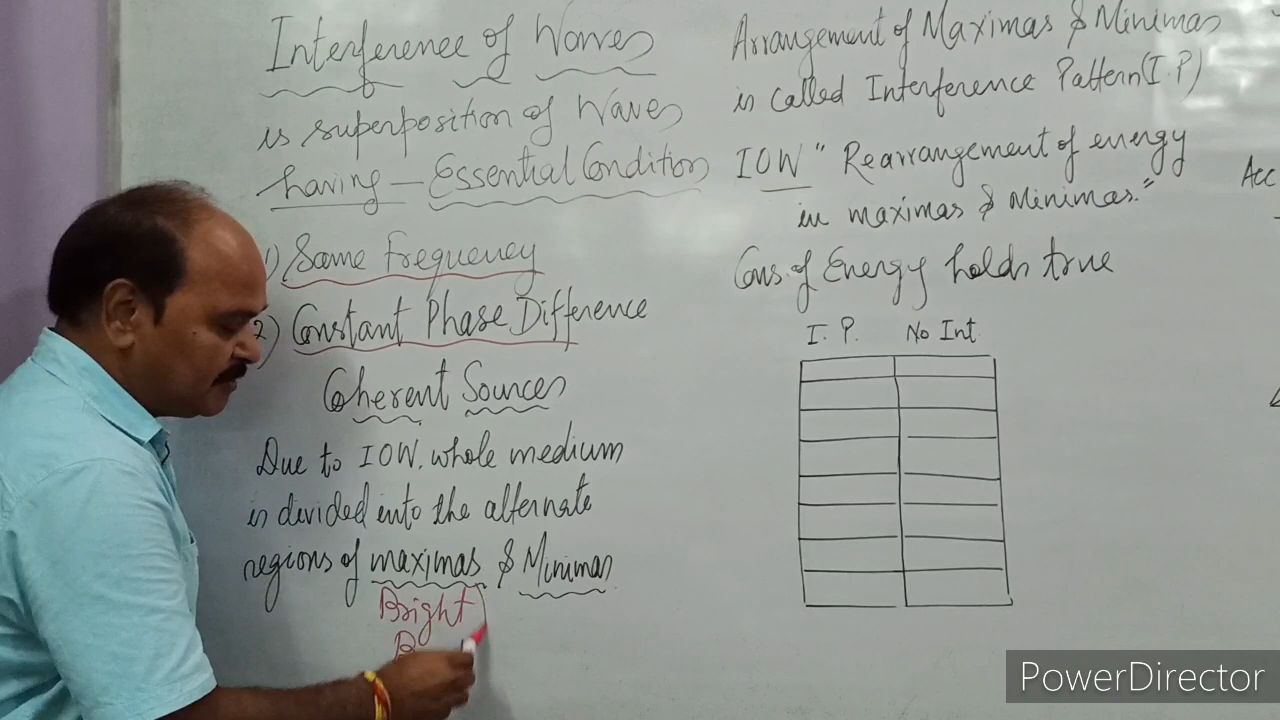 Interference of Waves
is superposition of Waves
having — Essential Condition
1) Same Frequency
2) Constant Phase Difference
Coherent Sources
Due to IOW, whole medium
is divided into the alternate
regions of maximas & Minimas
Bright
B
Arrangement of Maximas & Minimas
is called Interference Pattern (I.P)
IOW " Rearrangement of energy
in maximas & Minimas."
Cons. of Energy holds true
I. P. No Int.
Acc
PowerDirector